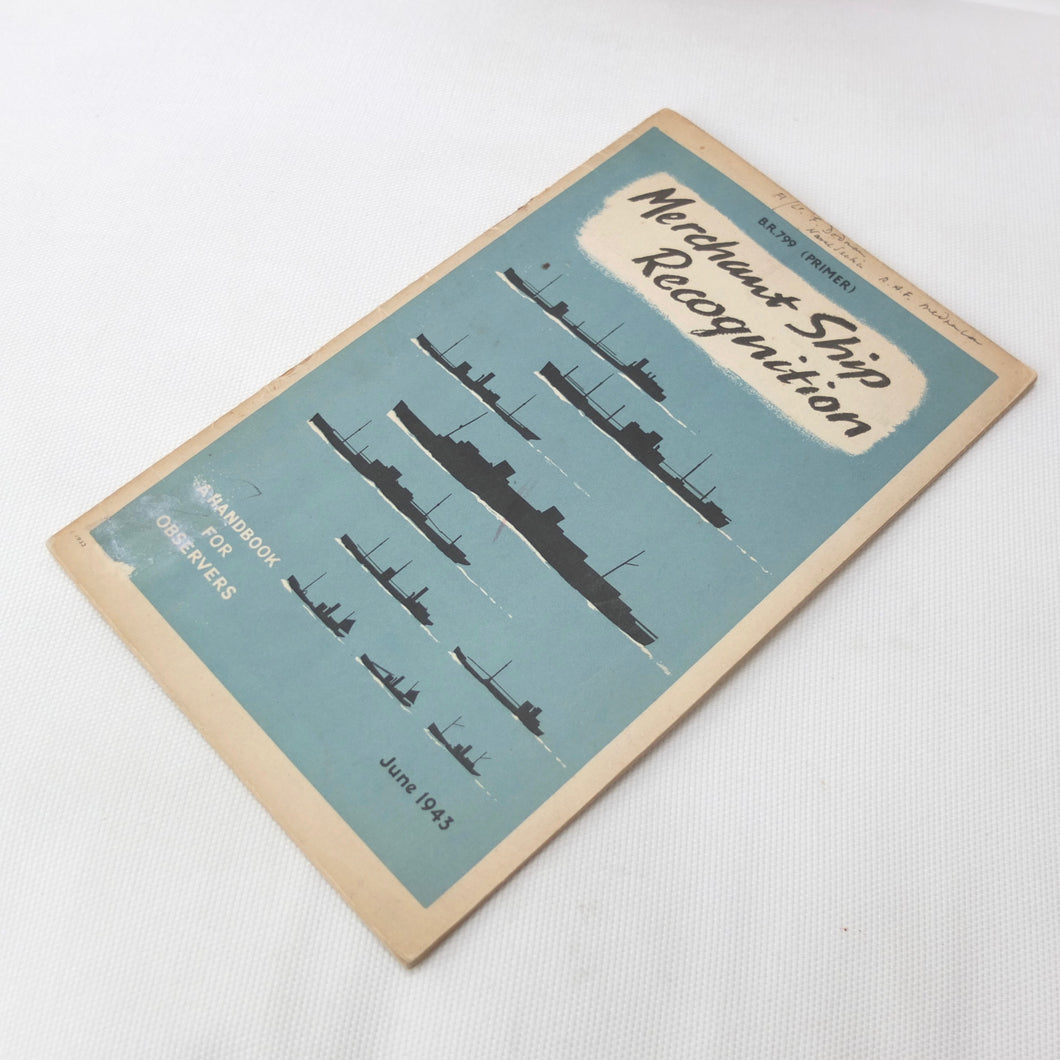 B.R.799 (PRIMER)
Merchant Ship
Recognition
A HANDBOOK
FOR
OBSERVERS
June 1943